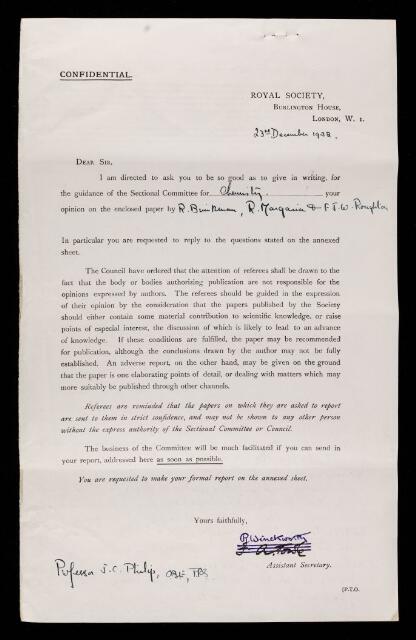 CONFIDENTIAL.
ROYAL SOCIETY,
BURLINGTON HOUSE,
LONDON, W. 1.
23rd December 1932.
DEAR SIR,
I am directed to ask you to be so good as to give in writing, for
the guidance of the Sectional Committee for Chemistry. your
opinion on the enclosed paper by R. Brinkman, R. Margaria & F. J. W. Roughton
In particular you are requested to reply to the questions stated on the annexed
sheet.
The Council have ordered that the attention of referees shall be drawn to the
fact that the body or bodies authorizing publication are not responsible for the
opinions expressed by authors. The referees should be guided in the expression
of their opinion by the consideration that the papers published by the Society
should either contain some material contribution to scientific knowledge, or raise
points of especial interest, the discussion of which is likely to lead to an advance
of knowledge. If these conditions are fulfilled, the paper may be recommended
for publication, although the conclusions drawn by the author may not be fully
established. An adverse report, on the other hand, may be given on the ground
that the paper is one elaborating points of detail, or dealing with matters which may
more suitably be published through other channels.
Referees are reminded that the papers on which they are asked to report
are sent to them in strict confidence, and may not be shown to any other person
without the express authority of the Sectional Committee or Council.
The business of the Committee will be much facilitated if you can send in
your report, addressed here as soon as possible.
You are requested to make your formal report on the annexed sheet.
Yours faithfully,
R Winckworth
Assistant Secretary.
Professor J. C. Philip, OBE, FRS
[P.T.O.